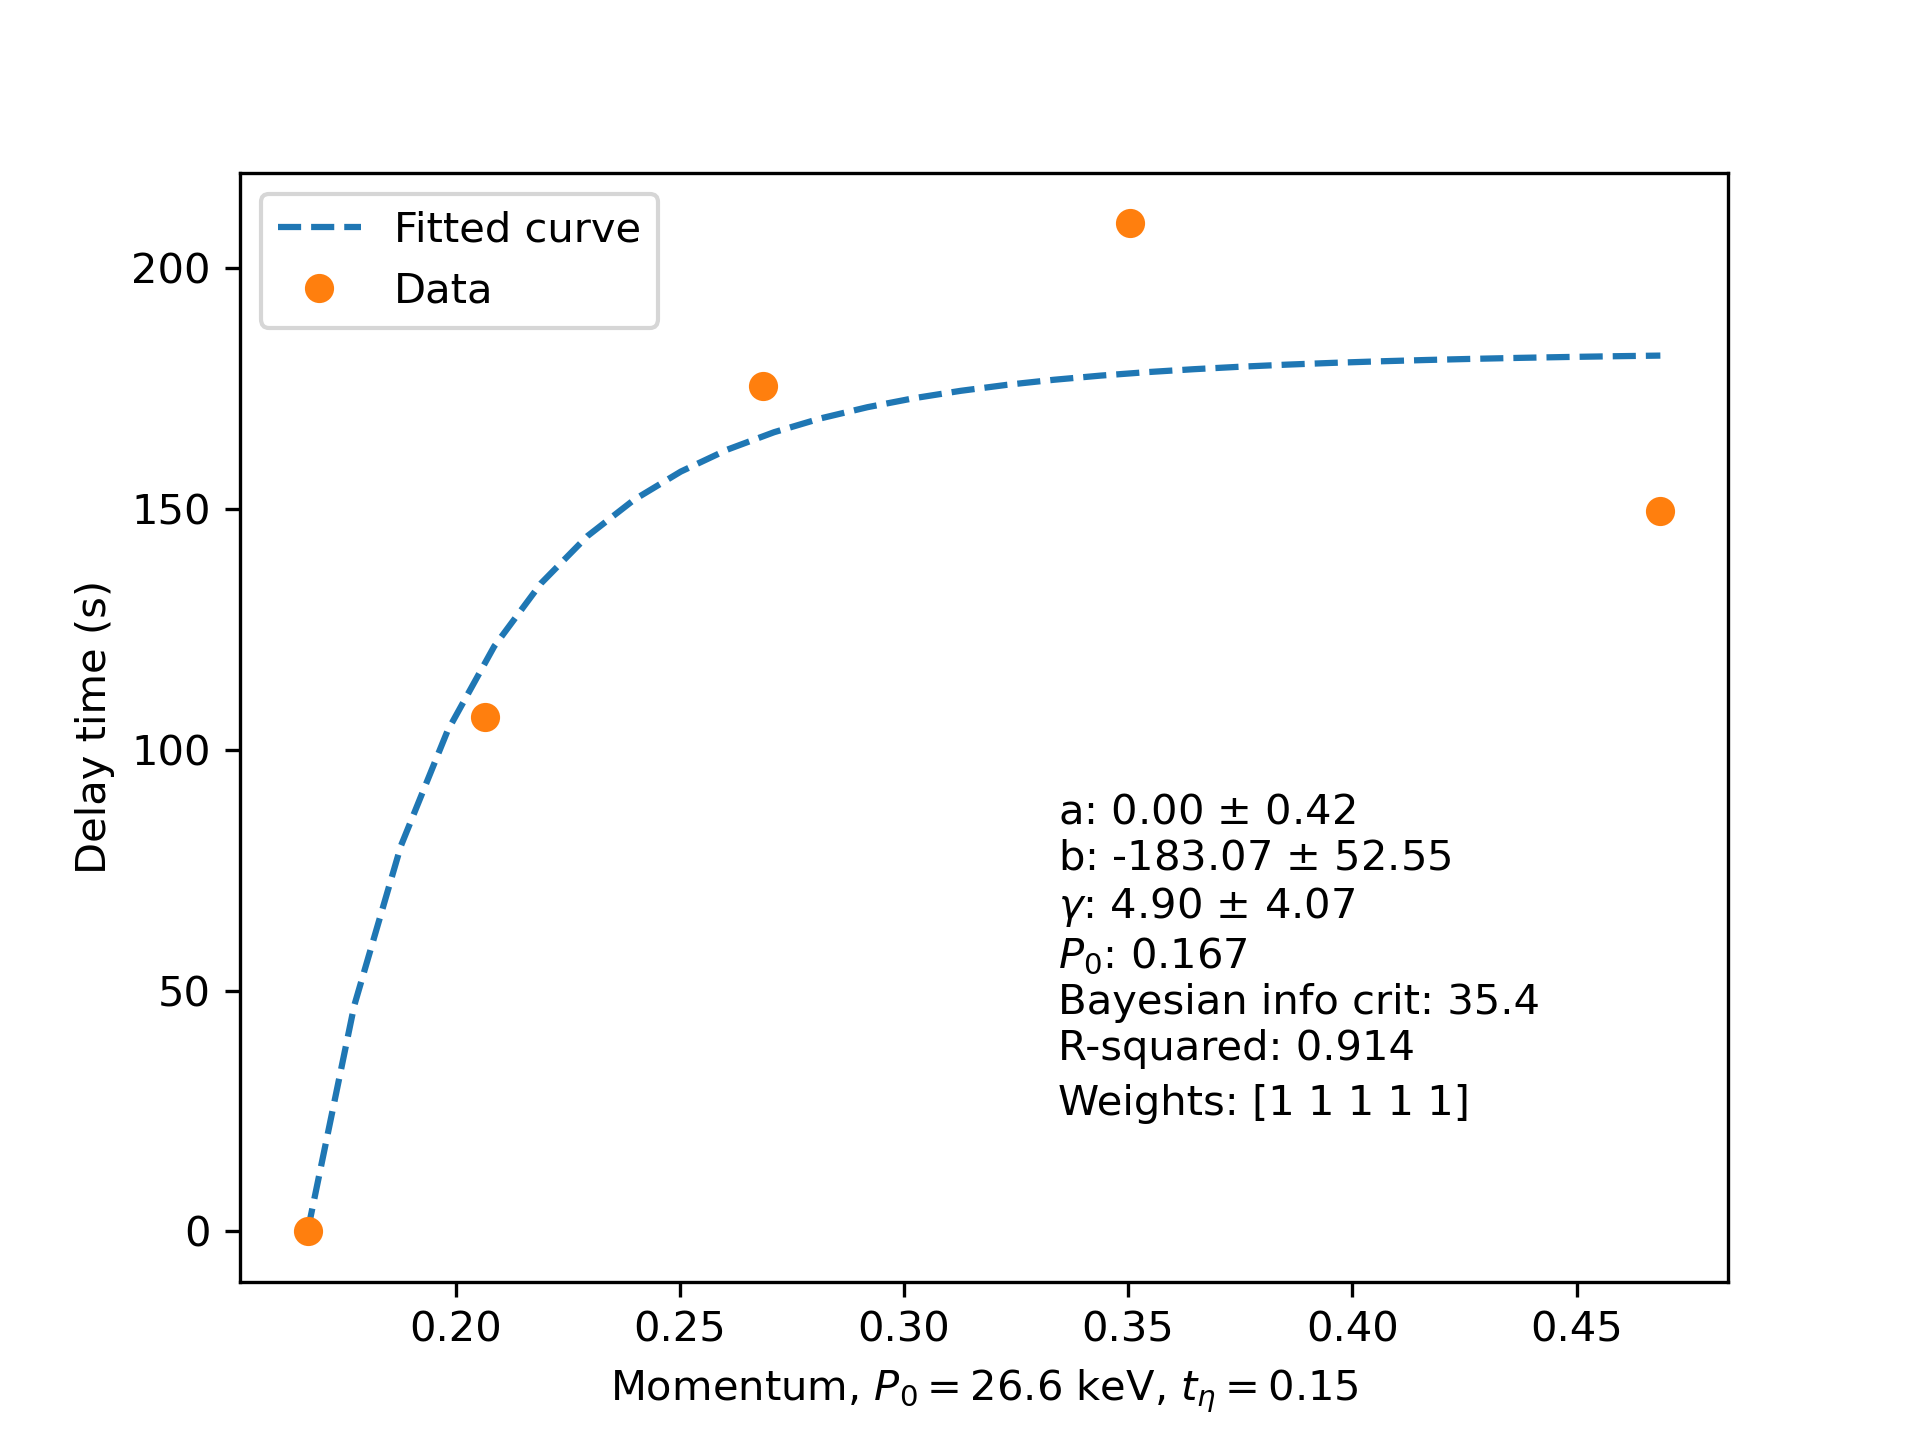 Fitted curve
Data
200
150
100
50
0
Delay time (s)
a: 0.00 ± 0.42
b: -183.07 ± 52.55
γ: 4.90 ± 4.07
P₀: 0.167
Bayesian info crit: 35.4
R-squared: 0.914
Weights: [1 1 1 1 1]
0.20 0.25 0.30 0.35 0.40 0.45
Momentum, P₀ = 26.6 keV, tη = 0.15